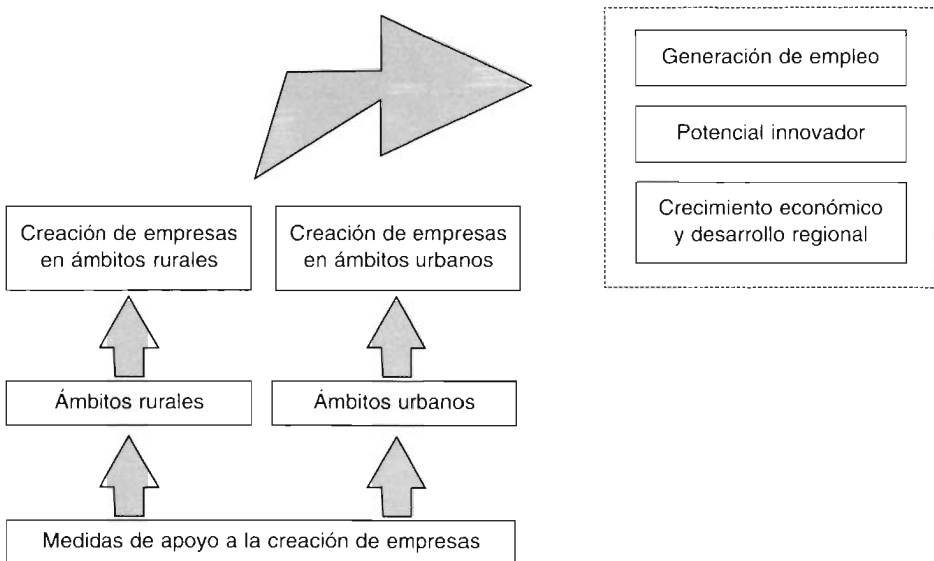 Generación de empleo
Potencial innovador
Crecimiento económico
y desarrollo regional
Creación de empresas
en ámbitos rurales
Creación de empresas
en ámbitos urbanos
Ámbitos rurales
Ámbitos urbanos
Medidas de apoyo a la creación de empresas